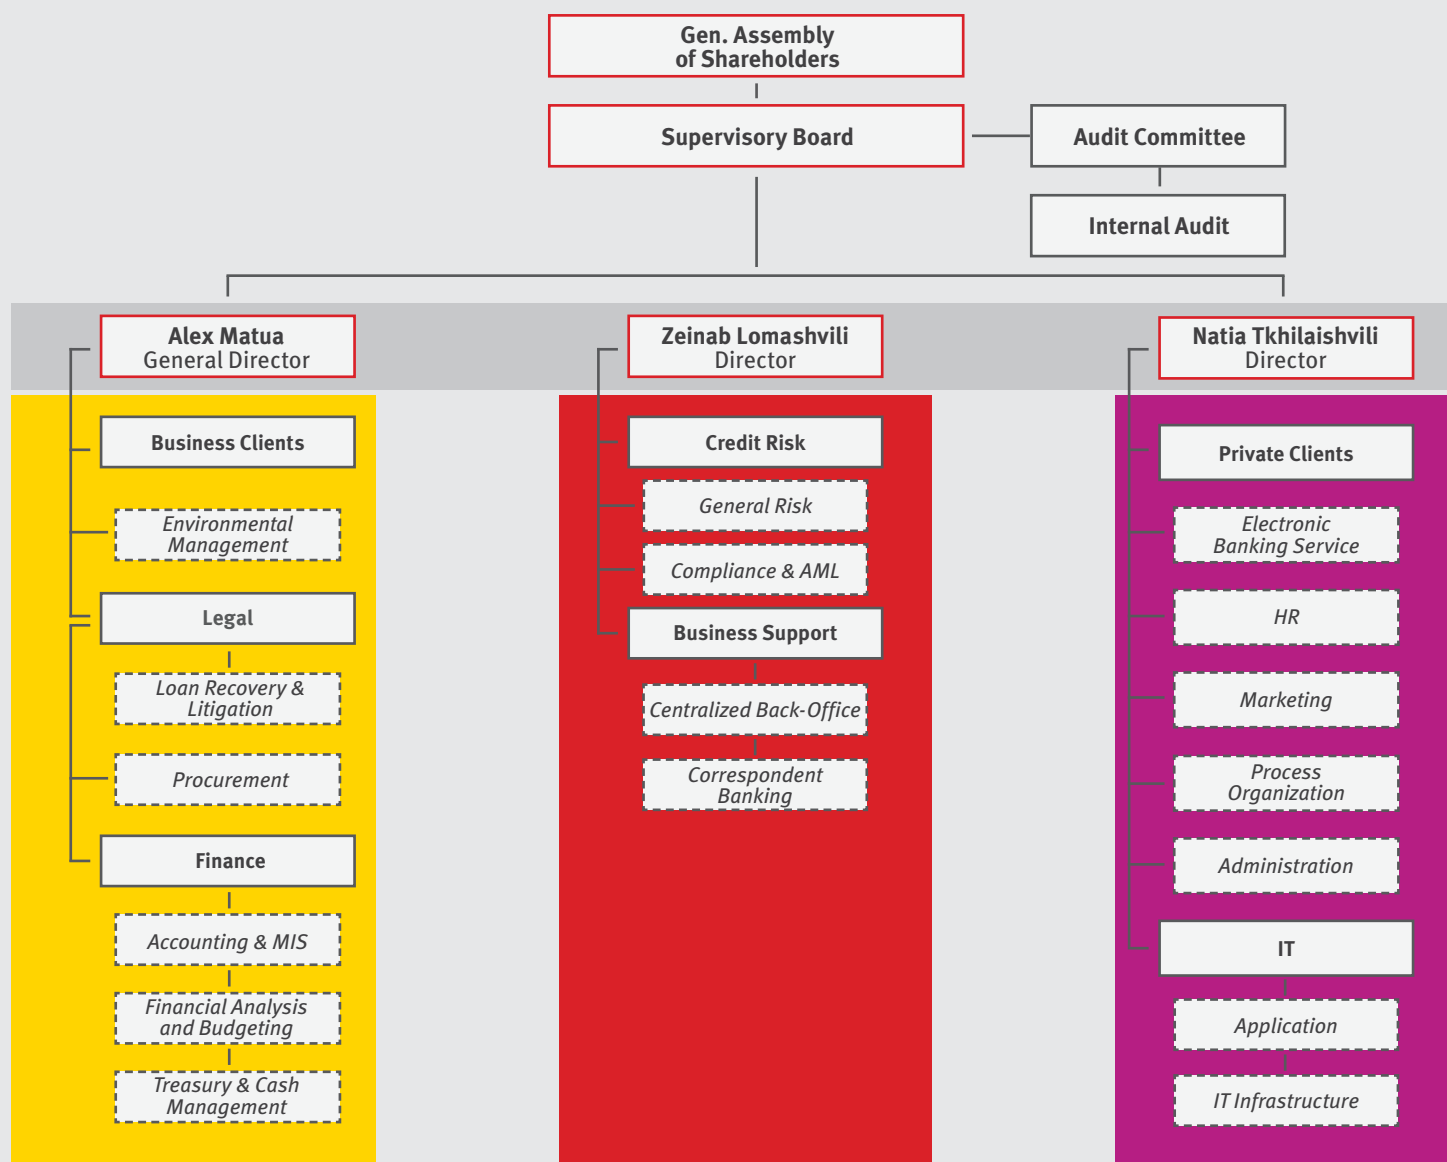 Gen. Assembly
of Shareholders
Supervisory Board
Audit Committee
Internal Audit
Alex Matua
General Director
Zeinab Lomashvili
Director
Natia Tkhilaishvili
Director
Business Clients
Environmental
Management
Legal
Loan Recovery &
Litigation
Procurement
Finance
Accounting & MIS
Financial Analysis
and Budgeting
Treasury & Cash
Management
Credit Risk
General Risk
Compliance & AML
Business Support
Centralized Back-Office
Correspondent
Banking
Private Clients
Electronic
Banking Service
HR
Marketing
Process
Organization
Administration
IT
Application
IT Infrastructure